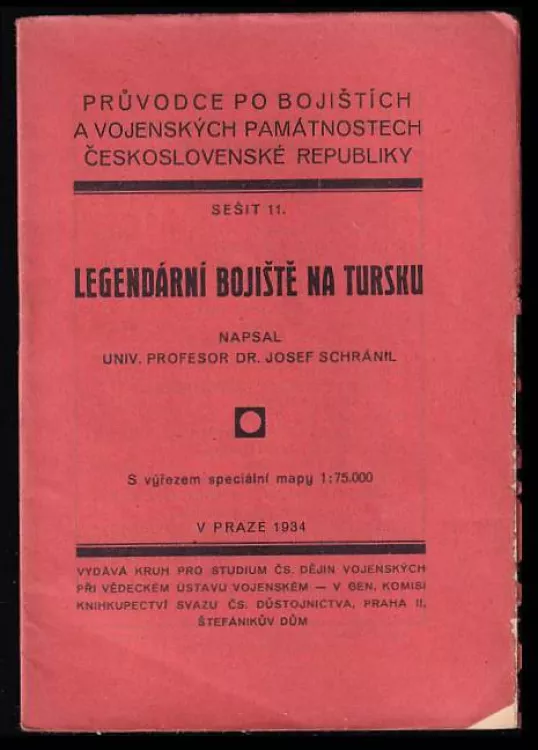 PRŮVODCE PO BOJIŠTÍCH
A VOJENSKÝCH PAMÁTNOSTECH
ČESKOSLOVENSKÉ REPUBLIKY
SEŠIT 11.
LEGENDÁRNÍ BOJIŠTĚ NA TURSKU
NAPSAL
UNIV. PROFESOR DR. JOSEF SCHRÁNIL
S výřezem speciální mapy 1:75.000
V PRAZE 1934
VYDÁVÁ KRUH PRO STUDIUM ČS. DĚJIN VOJENSKÝCH
PŘI VĚDECKÉM ÚSTAVU VOJENSKÉM — V GEN. KOMISI
KNIHKUPECTVÍ SVAZU ČS. DŮSTOJNICTVA, PRAHA II,
ŠTEFÁNIKŮV DŮM